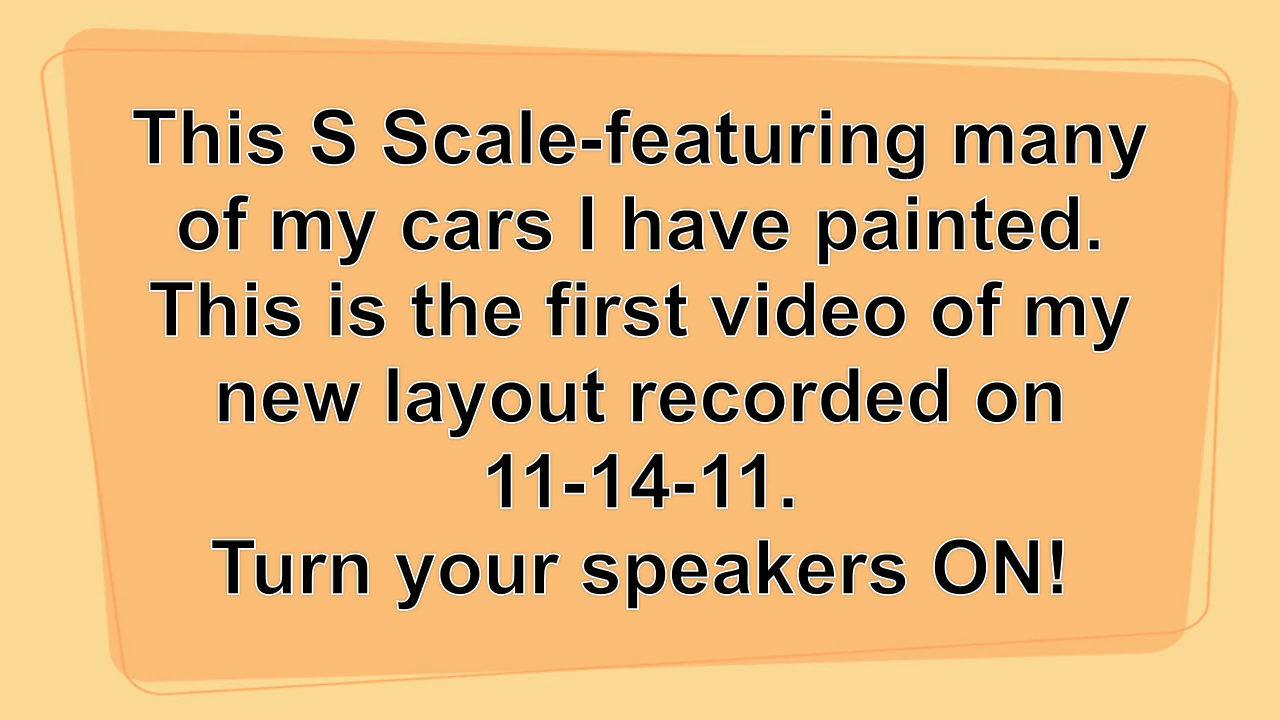 This S Scale-featuring many
of my cars I have painted.
This is the first video of my
new layout recorded on
11-14-11.
Turn your speakers ON!